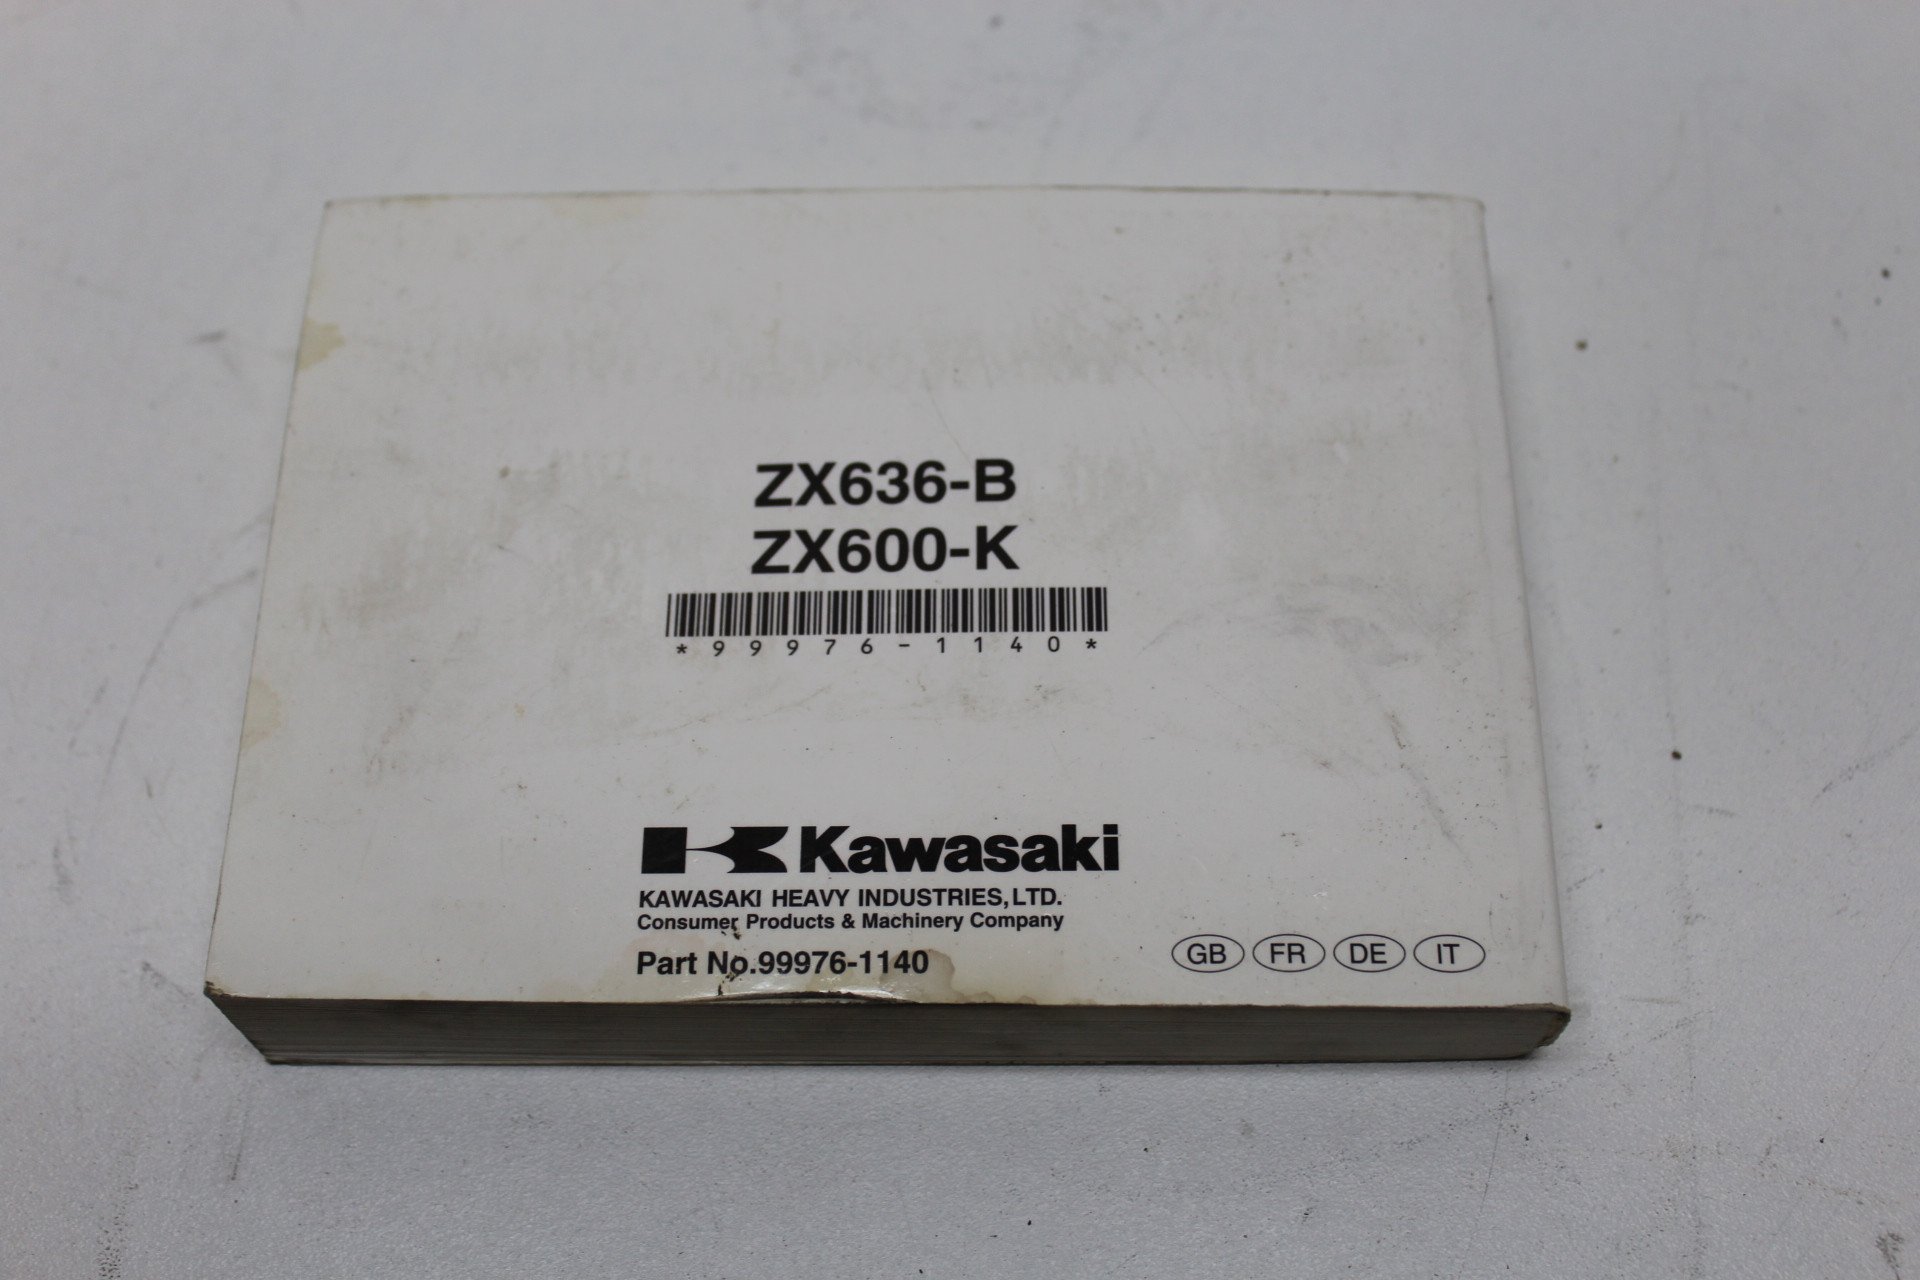 ZX636-B
ZX600-K
*99976-1140*
Kawasaki
KAWASAKI HEAVY INDUSTRIES,LTD.
Consumer Products & Machinery Company
Part No.99976-1140
GB FR DE IT